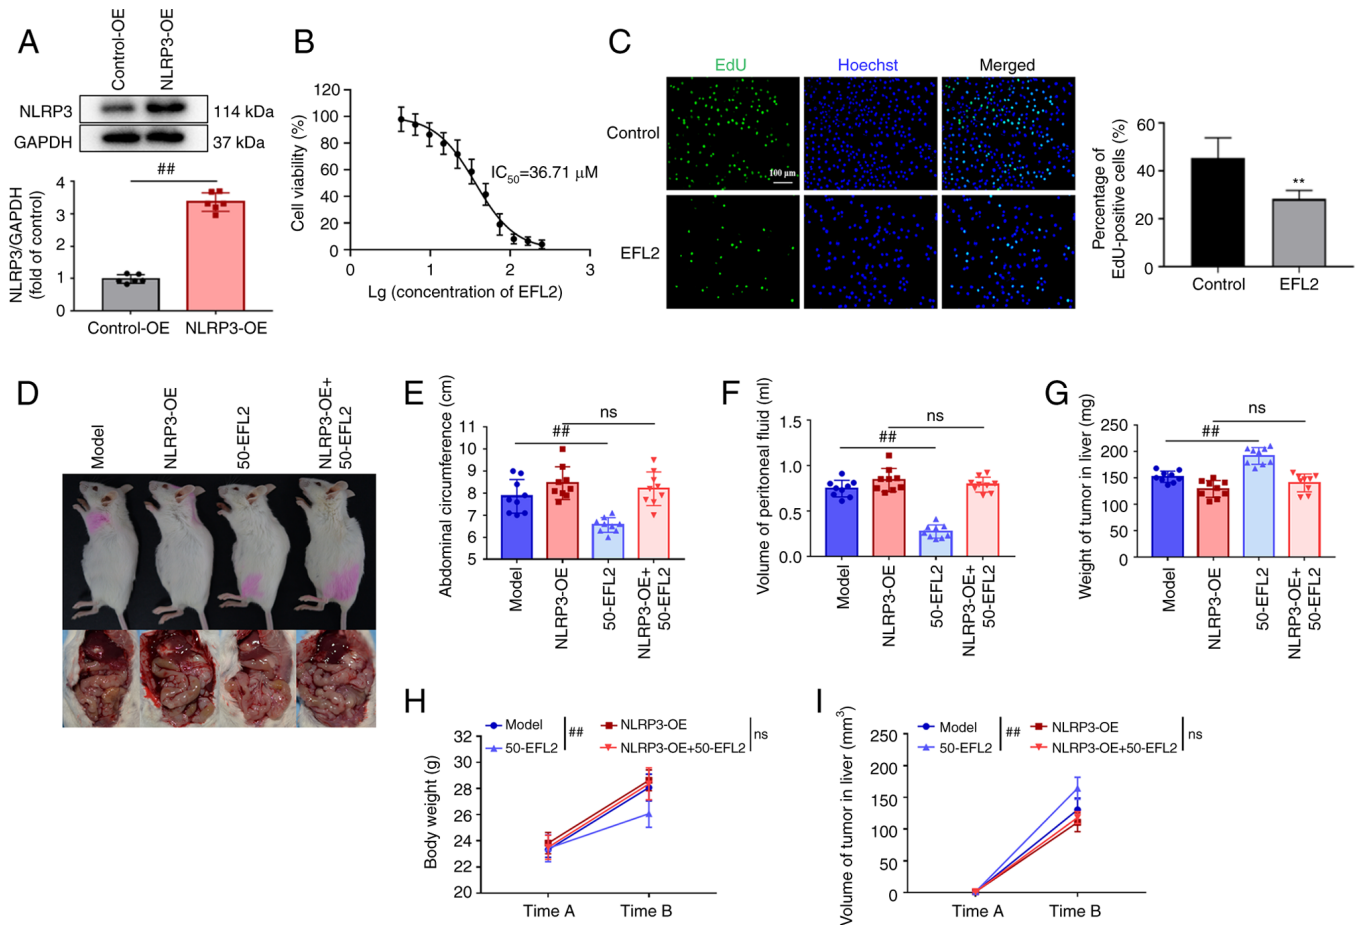 A
Control-OE
NLRP3-OE
NLRP3
114 kDa
GAPDH
37 kDa
##
NLRP3/GAPDH
(fold of control)
4
3
2
1
0
Control-OE
NLRP3-OE
B
Cell viability (%)
120
100
80
60
40
20
0
IC50=36.71 μM
0
1
2
3
Lg (concentration of EFL2)
C
EdU
Hoechst
Merged
Control
100 μm
EFL2
Percentage of
EdU-positive cells (%)
60
40
20
0
**
Control
EFL2
D
Model
NLRP3-OE
50-EFL2
NLRP3-OE+
50-EFL2
E
Abdominal circumference (cm)
11
10
9
8
7
6
5
ns
##
Model
NLRP3-OE
50-EFL2
NLRP3-OE+
50-EFL2
F
Volume of peritoneal fluid (ml)
1.5
1.0
0.5
0.0
ns
##
Model
NLRP3-OE
50-EFL2
NLRP3-OE+
50-EFL2
G
Weight of tumor in liver (mg)
250
200
150
100
50
0
ns
##
Model
NLRP3-OE
50-EFL2
NLRP3-OE+
50-EFL2
H
Model
50-EFL2
##
NLRP3-OE
NLRP3-OE+50-EFL2
ns
Body weight (g)
32
30
28
26
24
22
20
Time A
Time B
I
Model
50-EFL2
##
NLRP3-OE
NLRP3-OE+50-EFL2
ns
Volume of tumor in liver (mm³)
250
200
150
100
50
0
Time A
Time B